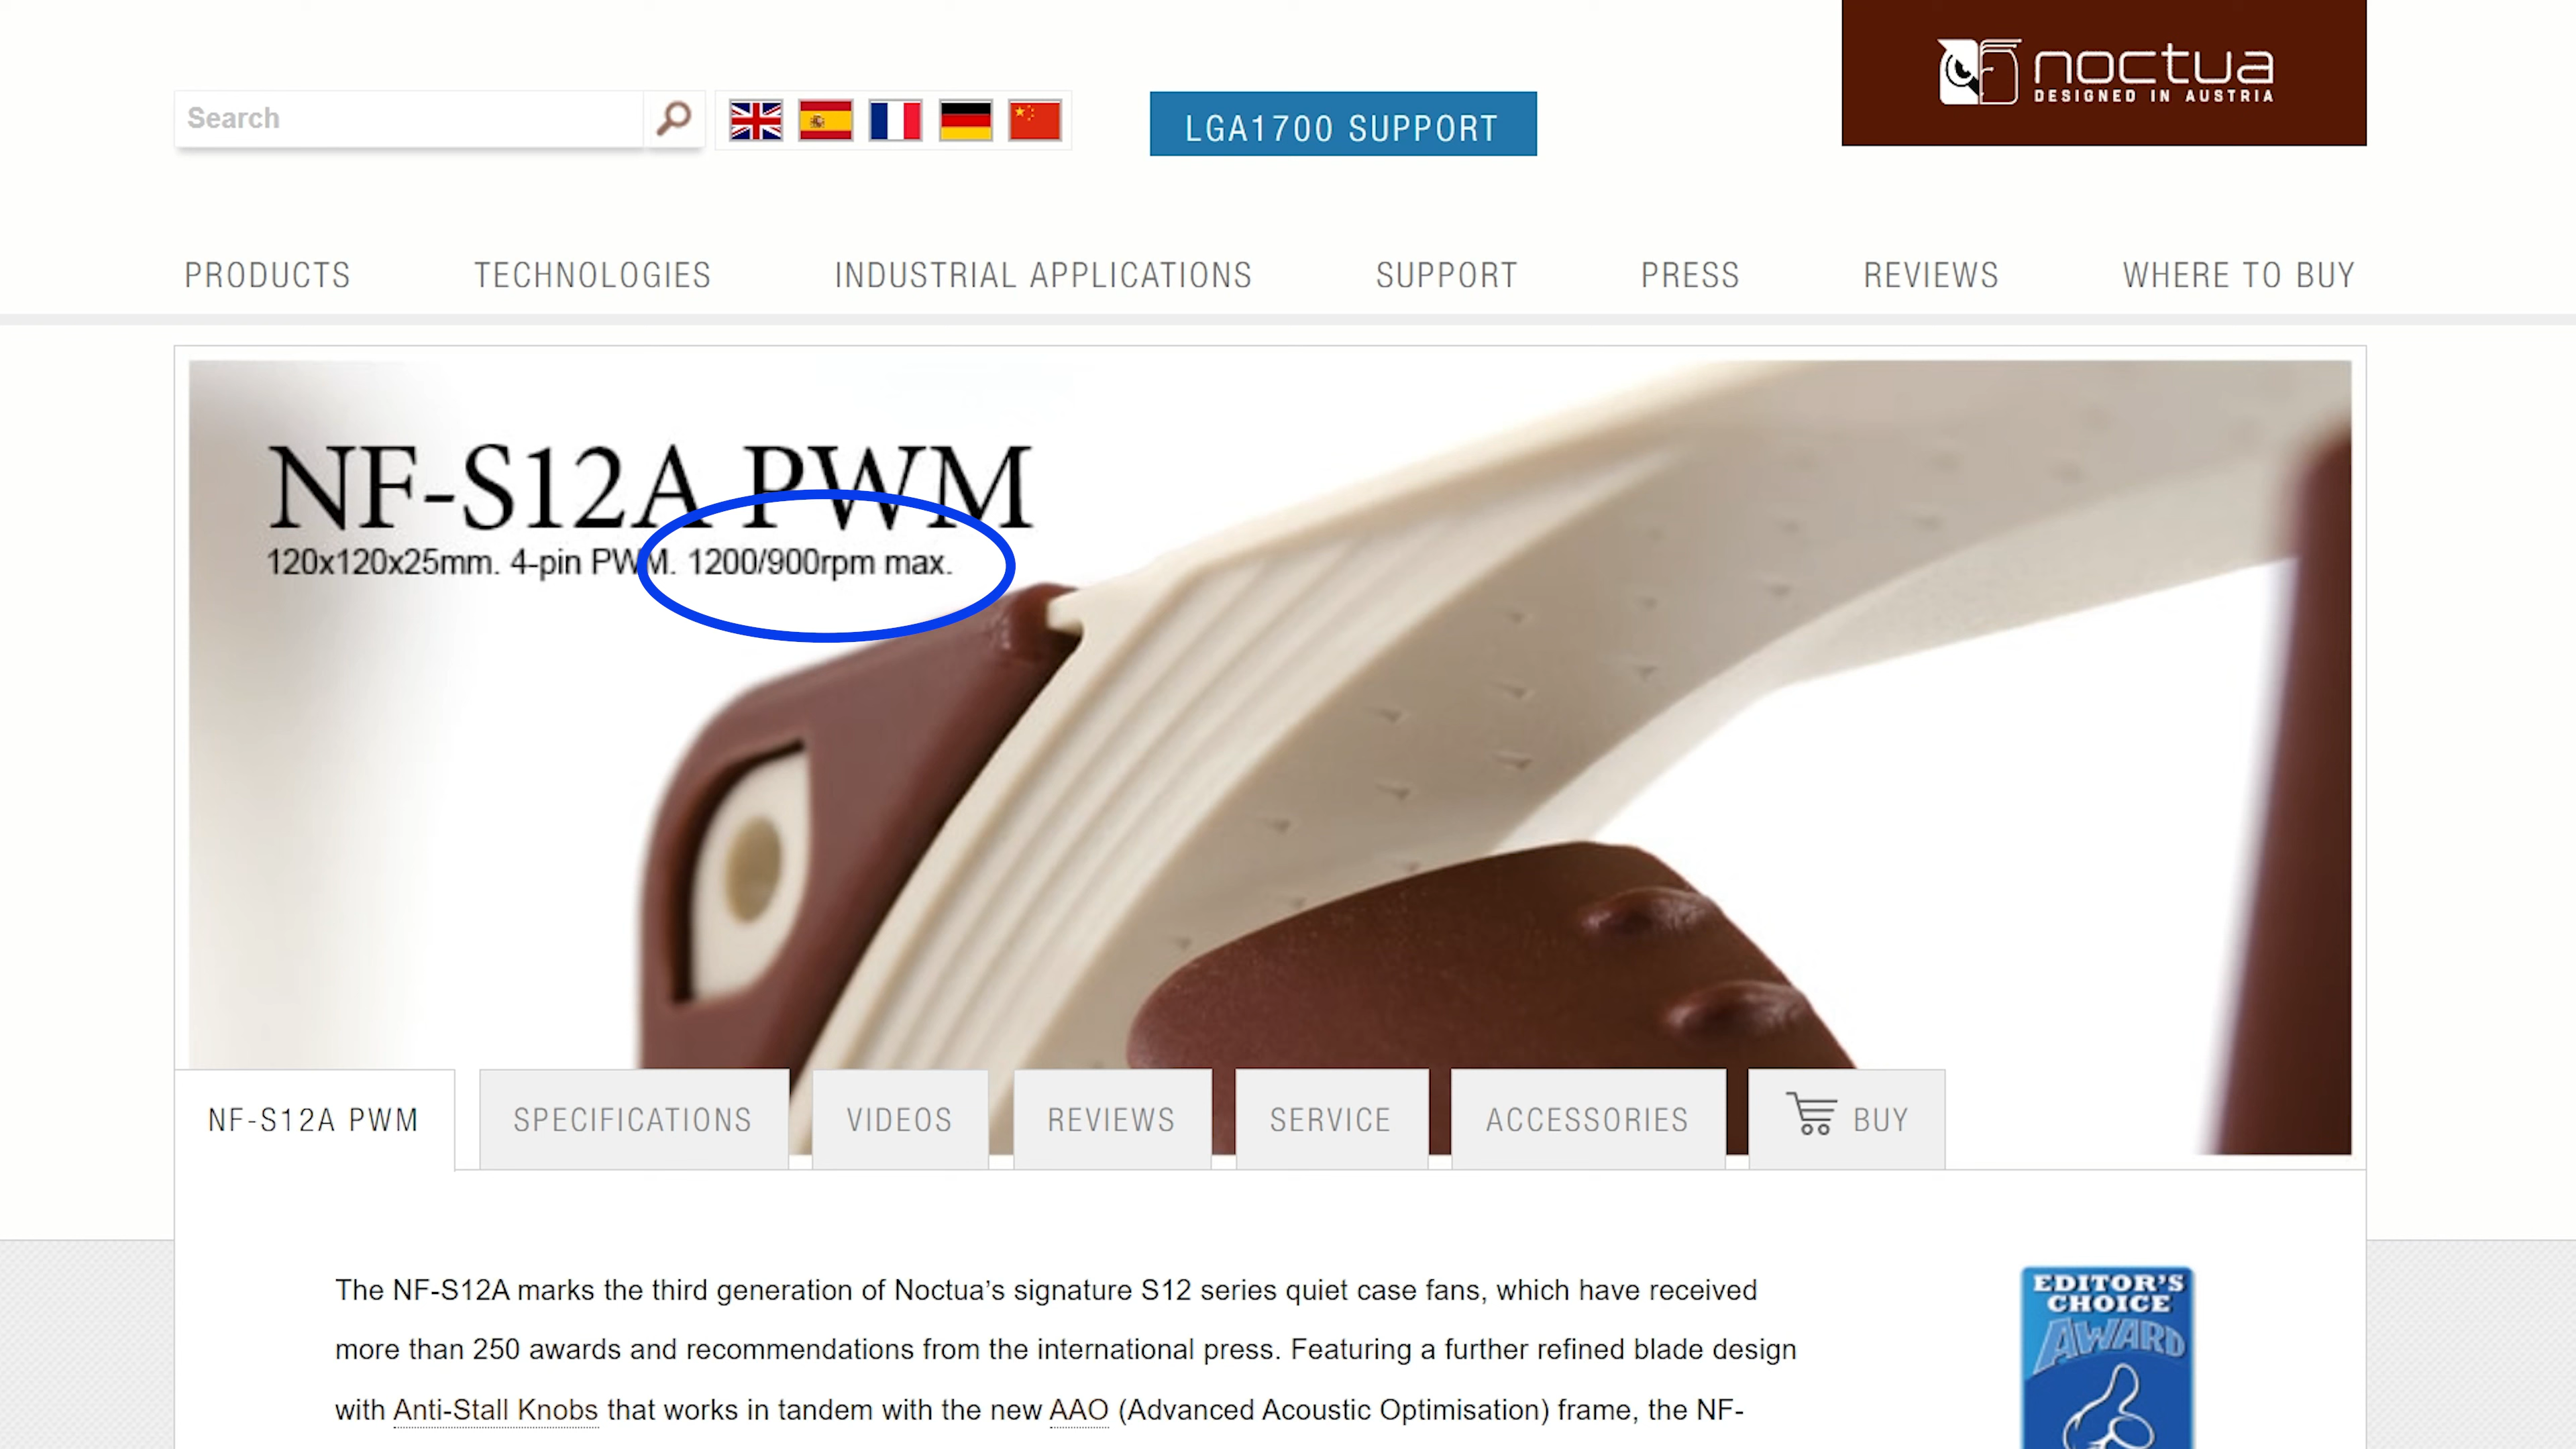 Search
LGA1700 SUPPORT
noctua
DESIGNED IN AUSTRIA
PRODUCTS
TECHNOLOGIES
INDUSTRIAL APPLICATIONS
SUPPORT
PRESS
REVIEWS
WHERE TO BUY
NF-S12A PWM
120x120x25mm. 4-pin PWM. 1200/900rpm max.
NF-S12A PWM
SPECIFICATIONS
VIDEOS
REVIEWS
SERVICE
ACCESSORIES
BUY
The NF-S12A marks the third generation of Noctua’s signature S12 series quiet case fans, which have received
more than 250 awards and recommendations from the international press. Featuring a further refined blade design
with Anti-Stall Knobs that works in tandem with the new AAO (Advanced Acoustic Optimisation) frame, the NF-
EDITOR'S
CHOICE
AWARD